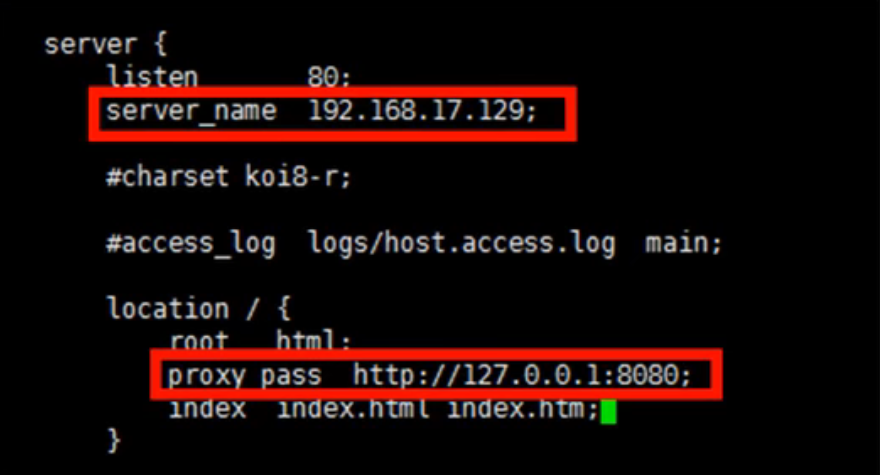 server {
listen 80;
server_name 192.168.17.129;
#charset koi8-r;
#access_log logs/host.access.log main;
location / {
root html;
proxy_pass http://127.0.0.1:8080;
index index.html index.htm;
}